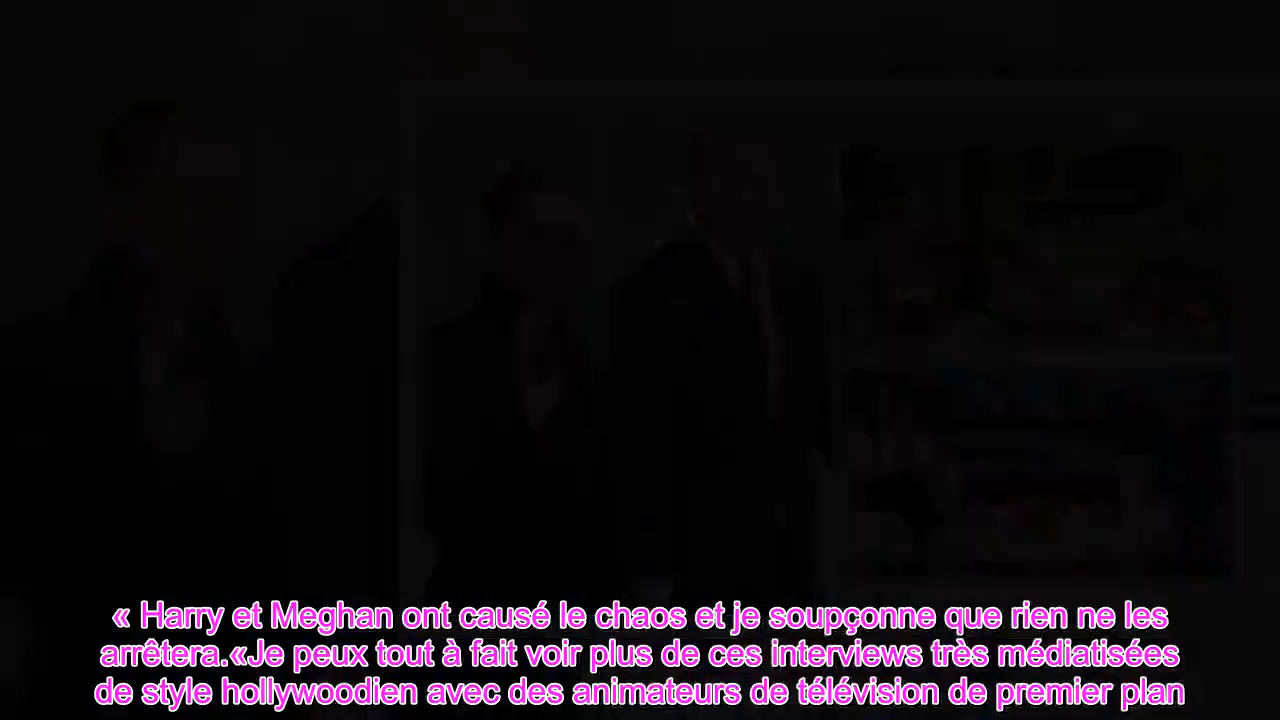 « Harry et Meghan ont causé le chaos et je soupçonne que rien ne les
arrêtera.«Je peux tout à fait voir plus de ces interviews très médiatisées
de style hollywoodien avec des animateurs de télévision de premier plan